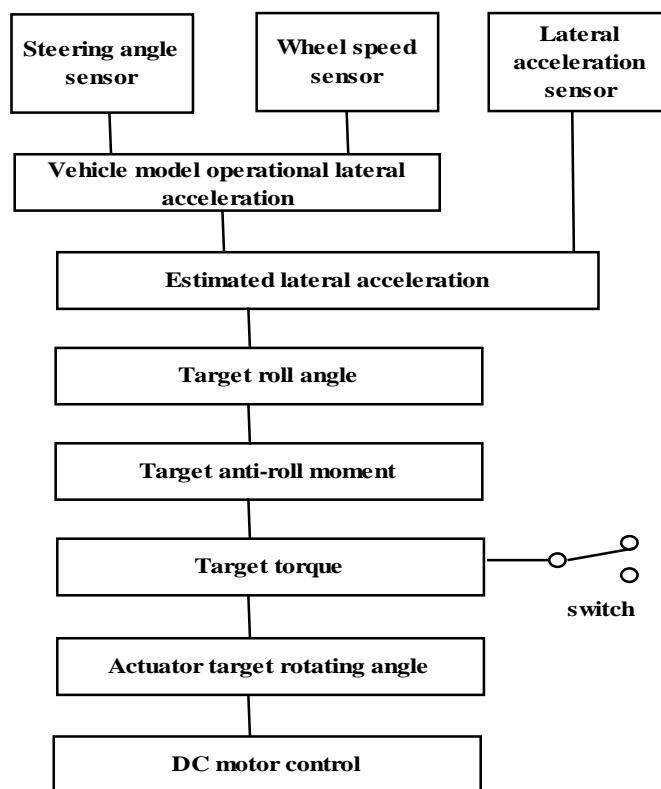 Steering angle
sensor
Wheel speed
sensor
Lateral
acceleration
sensor
Vehicle model operational lateral
acceleration
Estimated lateral acceleration
Target roll angle
Target anti-roll moment
Target torque
switch
Actuator target rotating angle
DC motor control